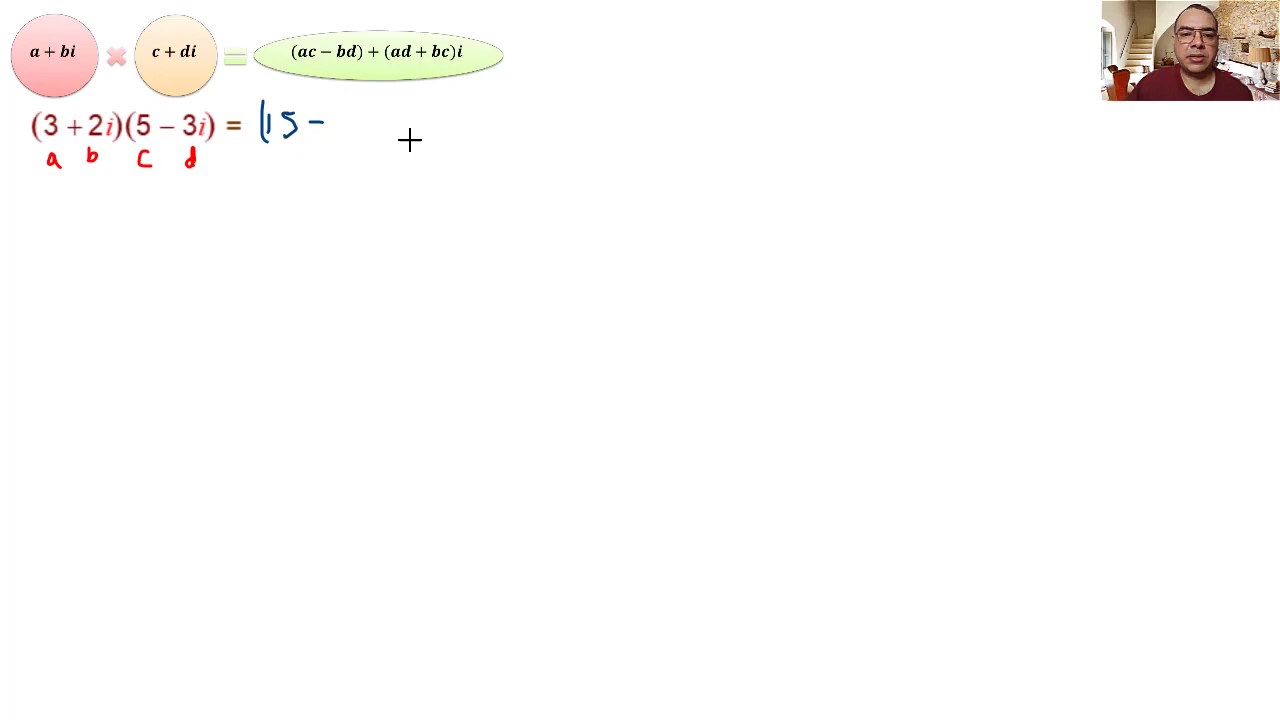 a + bi × c + di = (ac − bd) + (ad + bc)i
(3 + 2i)(5 − 3i) = (15 −
a b c d